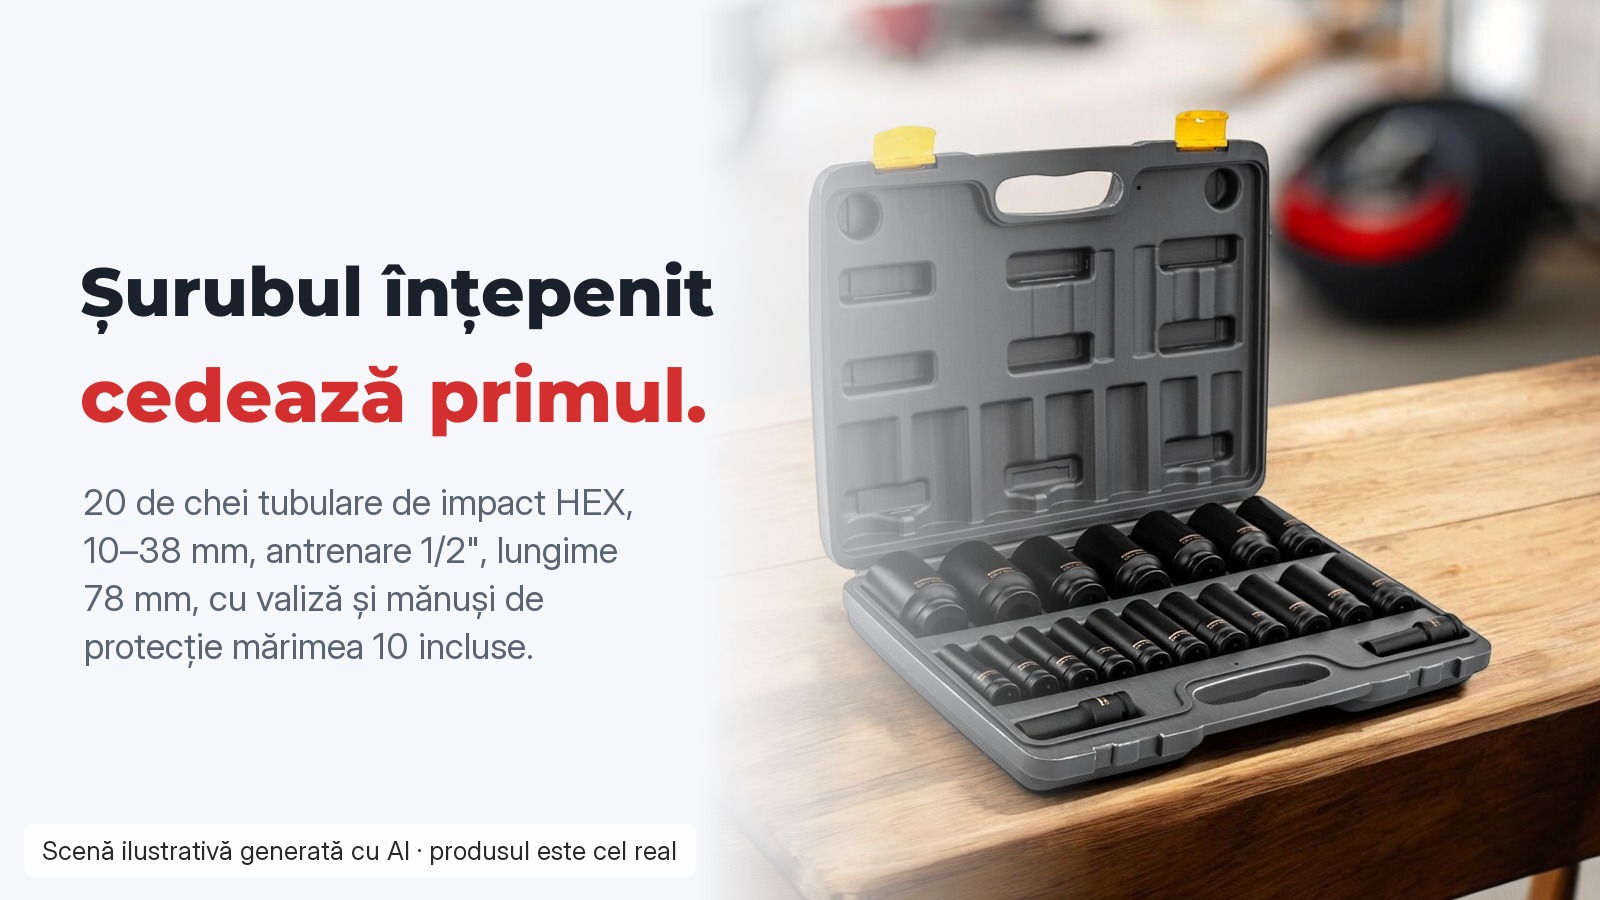 Șurubul înțepenit
cedează primul.
20 de chei tubulare de impact HEX,
10–38 mm, antrenare 1/2", lungime
78 mm, cu valiză și mănuși de
protecție mărimea 10 incluse.
Scenă ilustrativă generată cu AI · produsul este cel real